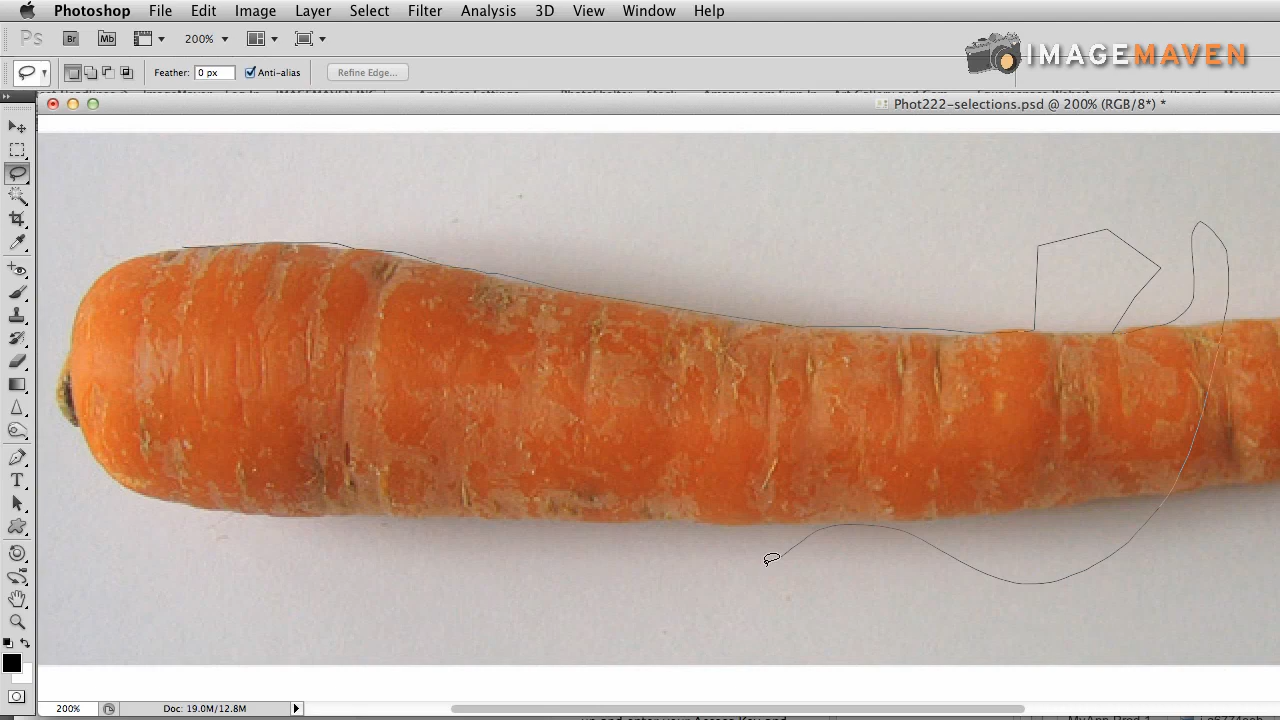 Photoshop File Edit Image Layer Select Filter Analysis 3D View Window Help
Ps Br Mb 200%
IMAGEMAVEN
Feather: 0 px Anti-alias Refine Edge...
Phot222-selections.psd @ 200% (RGB/8*) *
T
200% Doc: 19.0M/12.8M